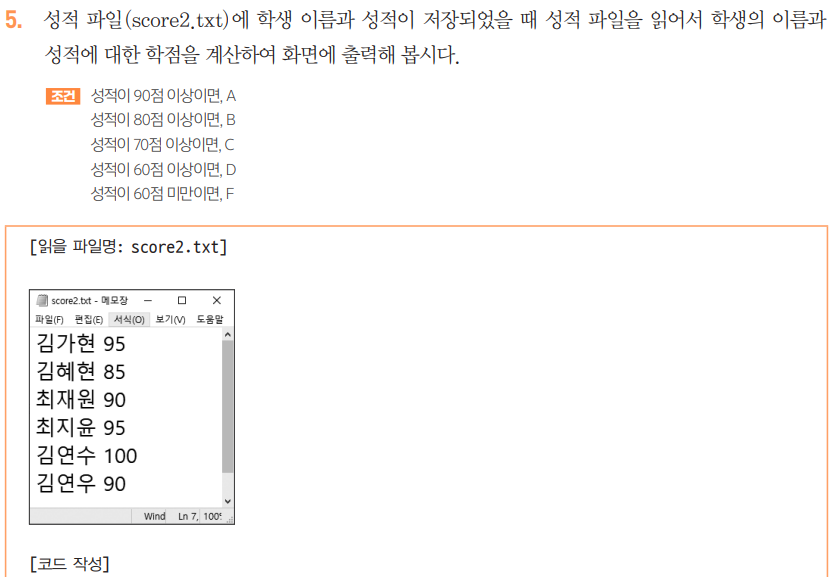 5. 성적 파일(score2.txt)에 학생 이름과 성적이 저장되었을 때 성적 파일을 읽어서 학생의 이름과
성적에 대한 학점을 계산하여 화면에 출력해 봅시다.
조건 성적이 90점 이상이면, A
성적이 80점 이상이면, B
성적이 70점 이상이면, C
성적이 60점 이상이면, D
성적이 60점 미만이면, F
[읽을 파일명: score2.txt]
score2.txt - 메모장
파일(F) 편집(E) 서식(O) 보기(V) 도움말
김가현 95
김혜현 85
최재원 90
최지윤 95
김연수 100
김연우 90
Wind Ln 7, 100%
[코드 작성]